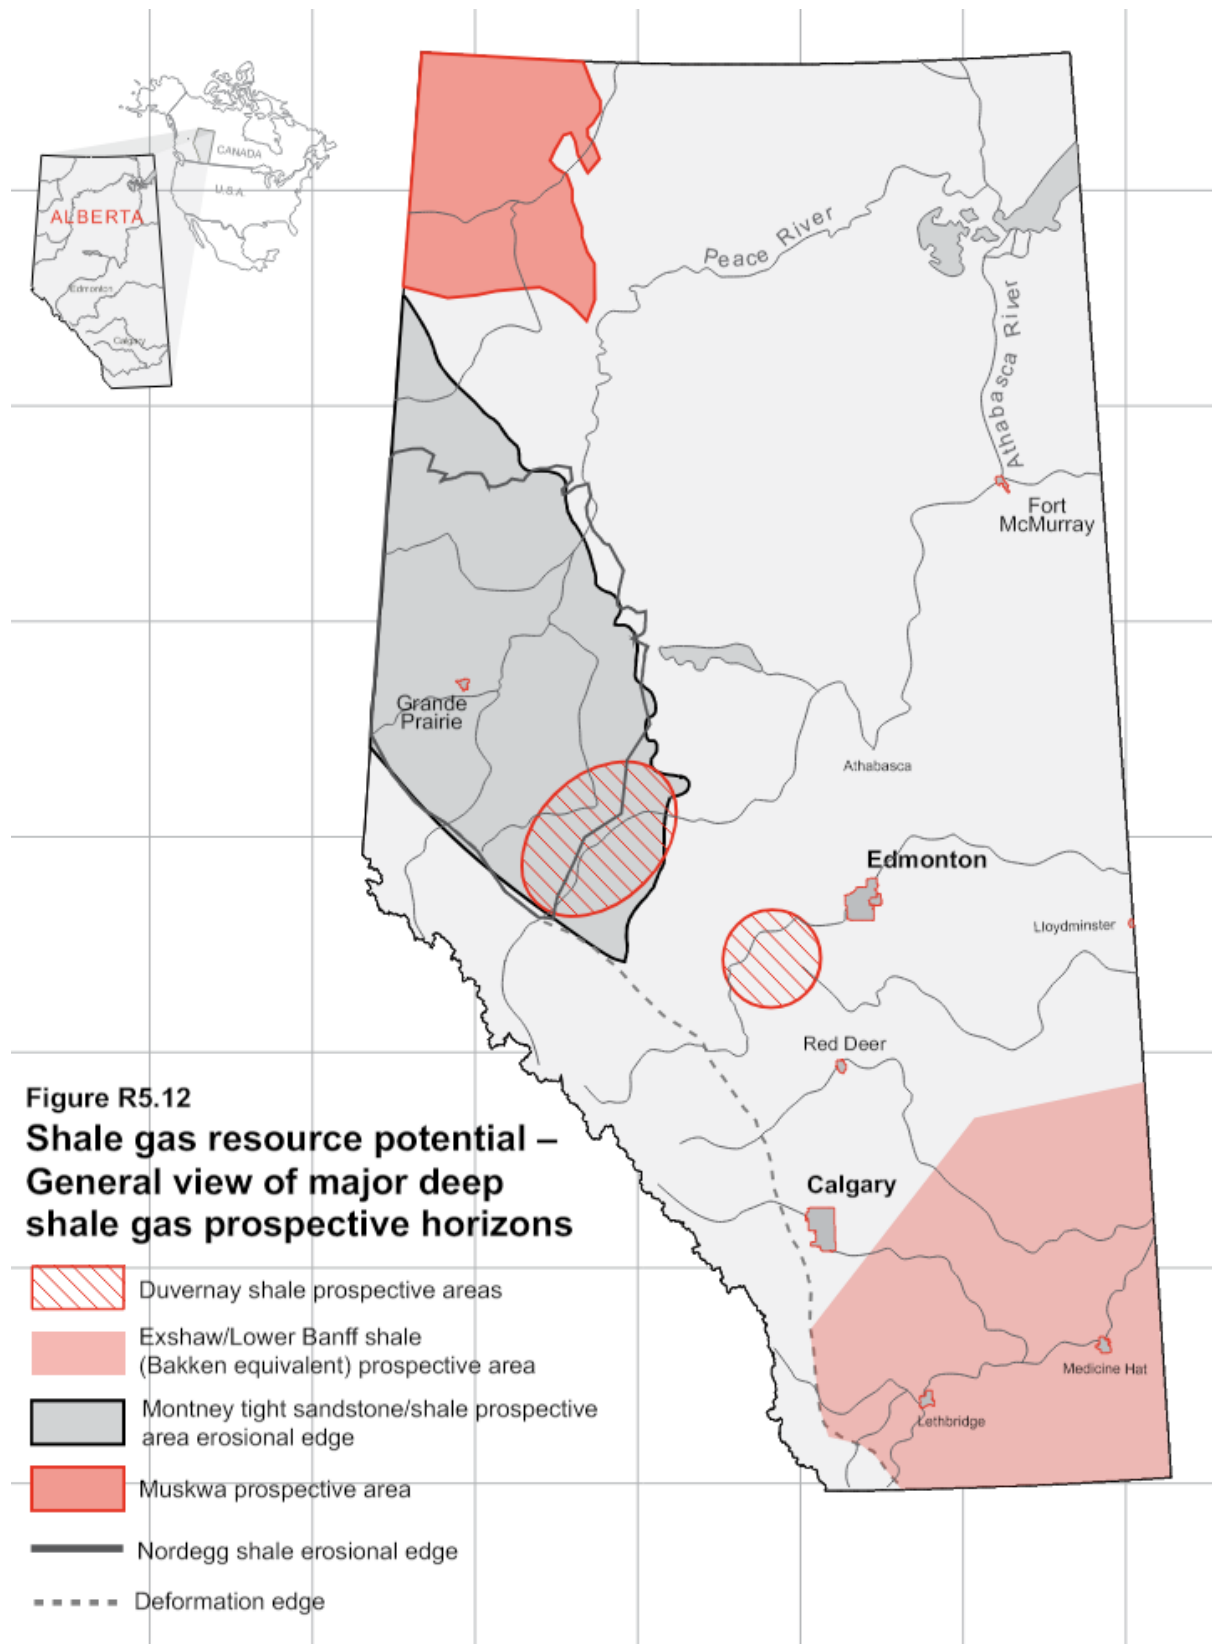 CANADA
U.S.A.
ALBERTA
Edmonton
Calgary
Peace River
Athabasca River
Fort
McMurray
Grande
Prairie
Athabasca
Edmonton
Lloydminster
Red Deer
Calgary
Medicine Hat
Lethbridge
Figure R5.12
Shale gas resource potential –
General view of major deep
shale gas prospective horizons
Duvernay shale prospective areas
Exshaw/Lower Banff shale
(Bakken equivalent) prospective area
Montney tight sandstone/shale prospective
area erosional edge
Muskwa prospective area
Nordegg shale erosional edge
Deformation edge